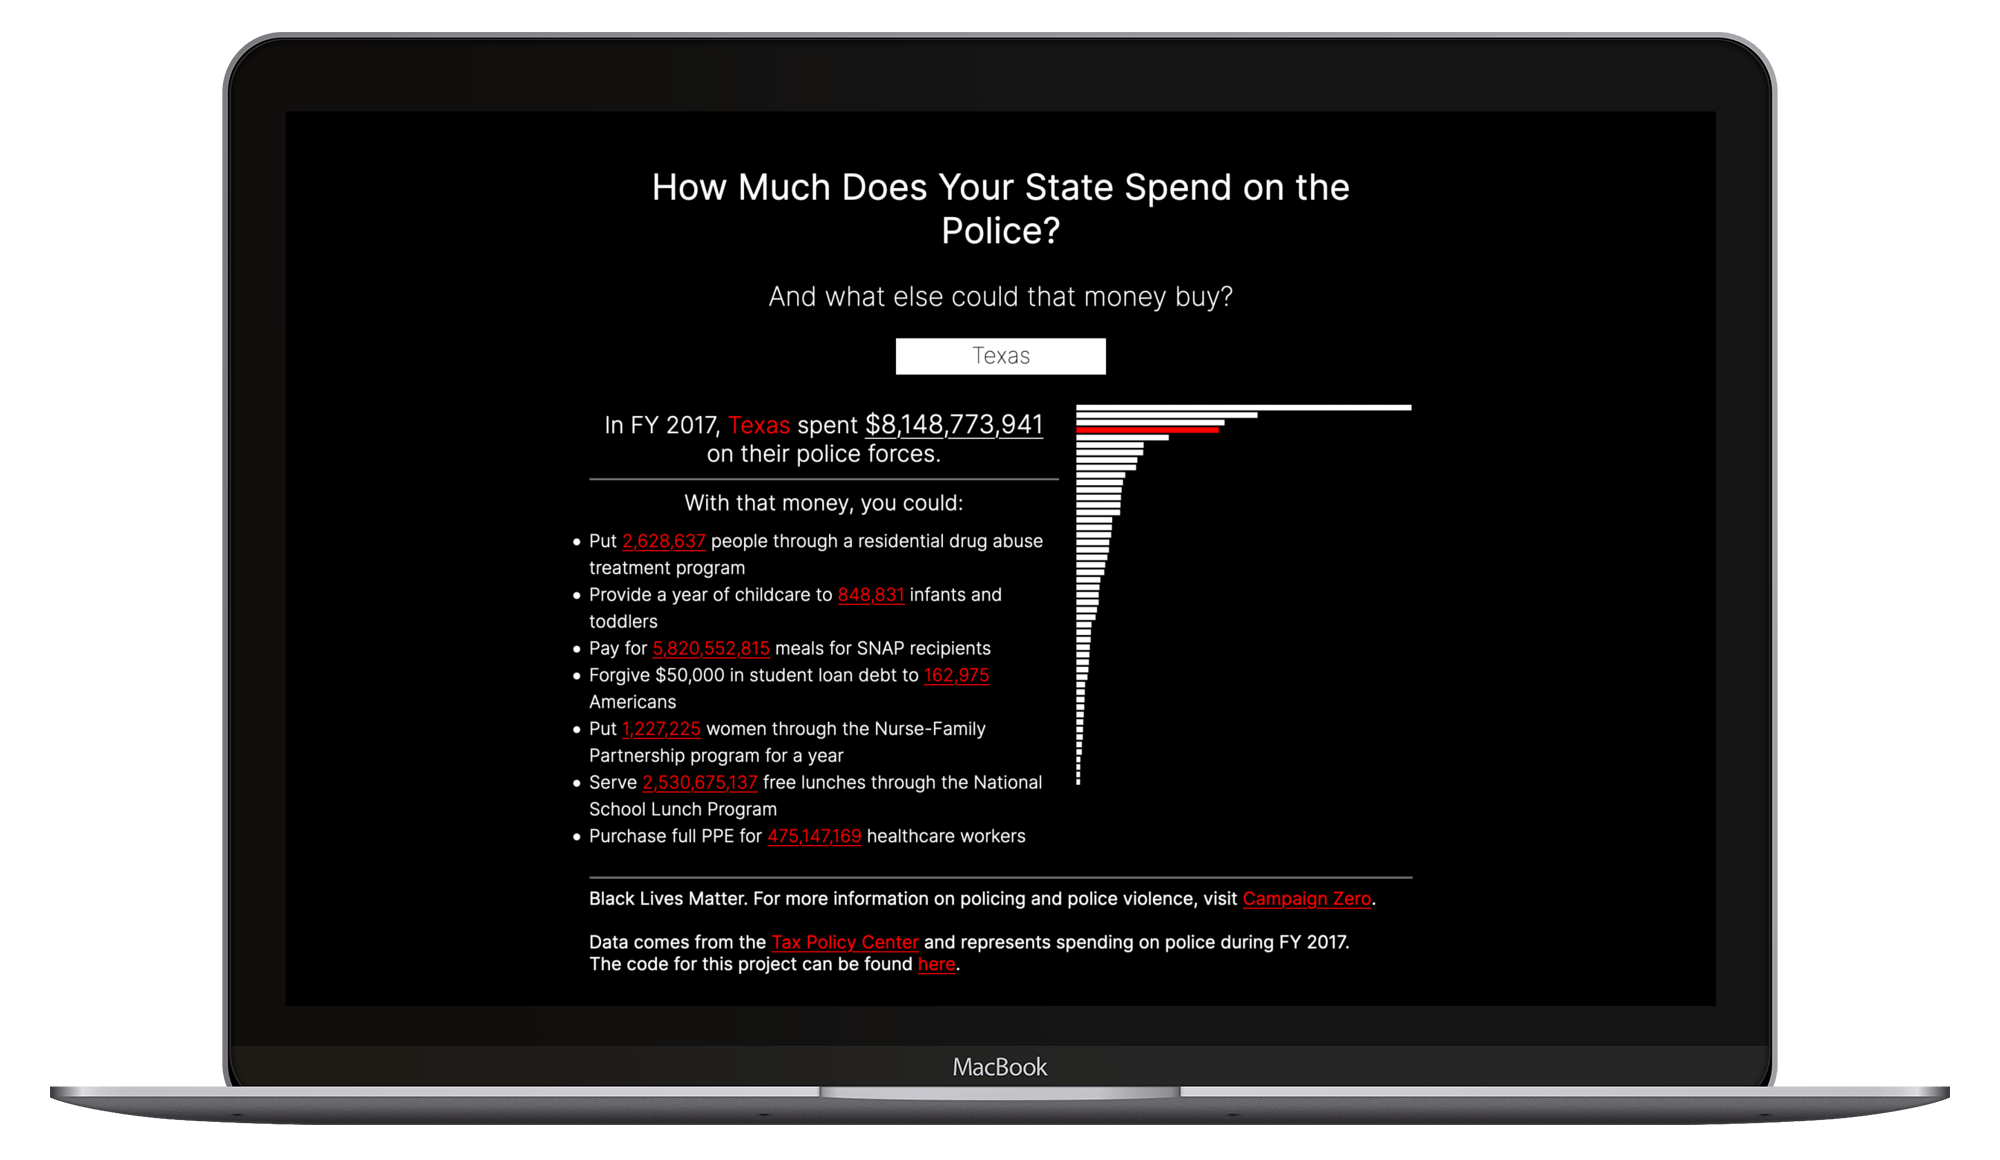 How Much Does Your State Spend on the
Police?
And what else could that money buy?
Texas
In FY 2017, Texas spent $8,148,773,941
on their police forces.
With that money, you could:
• Put 2,628,637 people through a residential drug abuse
treatment program
• Provide a year of childcare to 848,831 infants and
toddlers
• Pay for 5,820,552,815 meals for SNAP recipients
• Forgive $50,000 in student loan debt to 162,975
Americans
• Put 1,227,225 women through the Nurse-Family
Partnership program for a year
• Serve 2,530,675,137 free lunches through the National
School Lunch Program
• Purchase full PPE for 475,147,169 healthcare workers
Black Lives Matter. For more information on policing and police violence, visit Campaign Zero.
Data comes from the Tax Policy Center and represents spending on police during FY 2017.
The code for this project can be found here.
MacBook